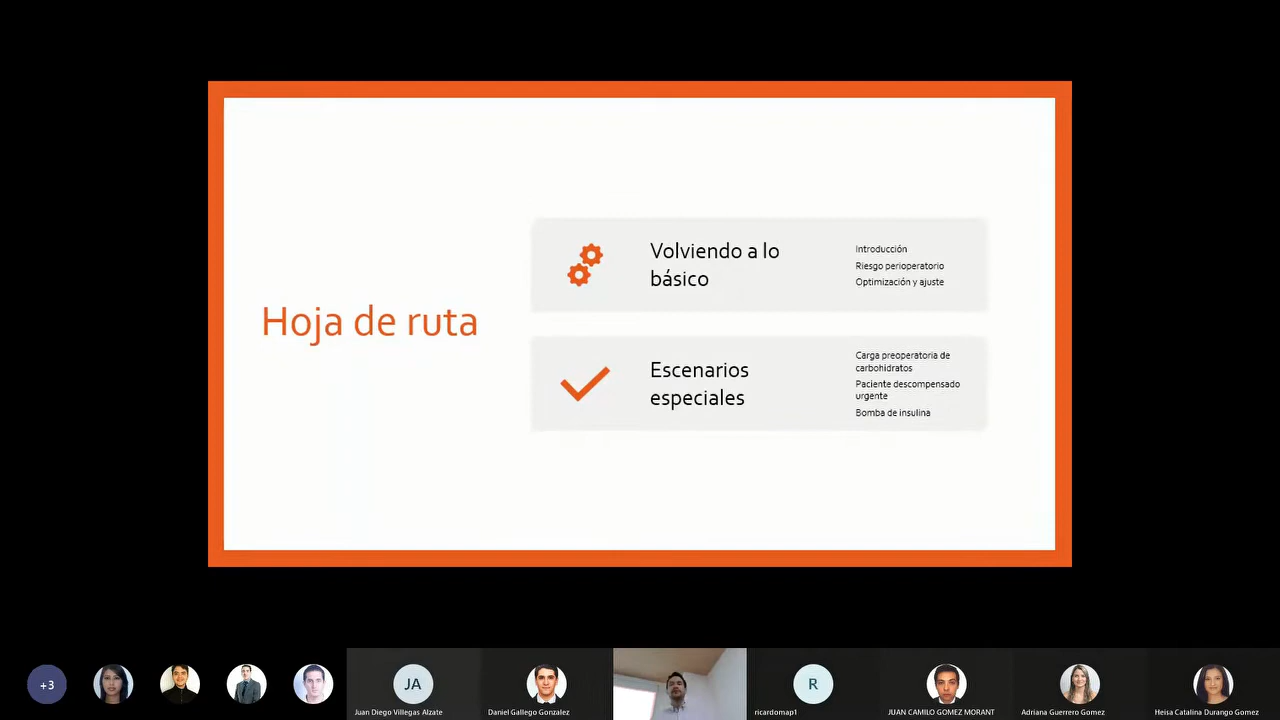 Hoja de ruta
Volviendo a lo
básico
Introducción
Riesgo perioperatorio
Optimización y ajuste
Escenarios
especiales
Carga preoperatoria de
carbohidratos
Paciente descompensado
urgente
Bomba de insulina
+3
JA
Juan Diego Villegas Alzate
Daniel Gallego Gonzalez
R
ricardomap1
JUAN CAMILO GOMEZ MORANT
Adriana Guerrero Gomez
Heisa Catalina Durango Gomez